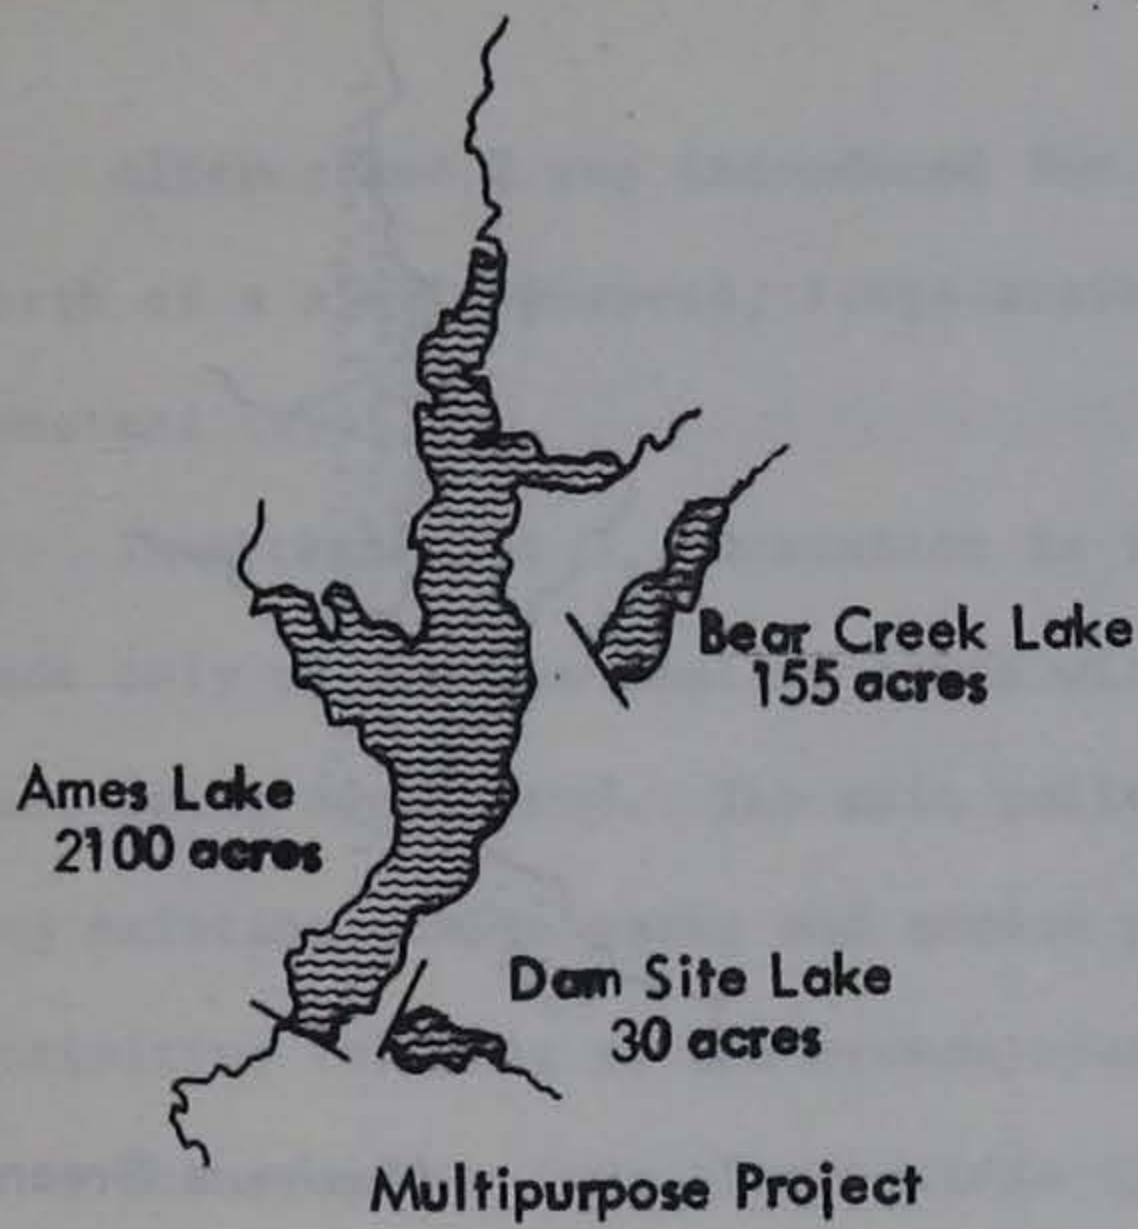 Bear Creek Lake
155 acres
Ames Lake
2100 acres
Dam Site Lake
30 acres
Multipurpose Project